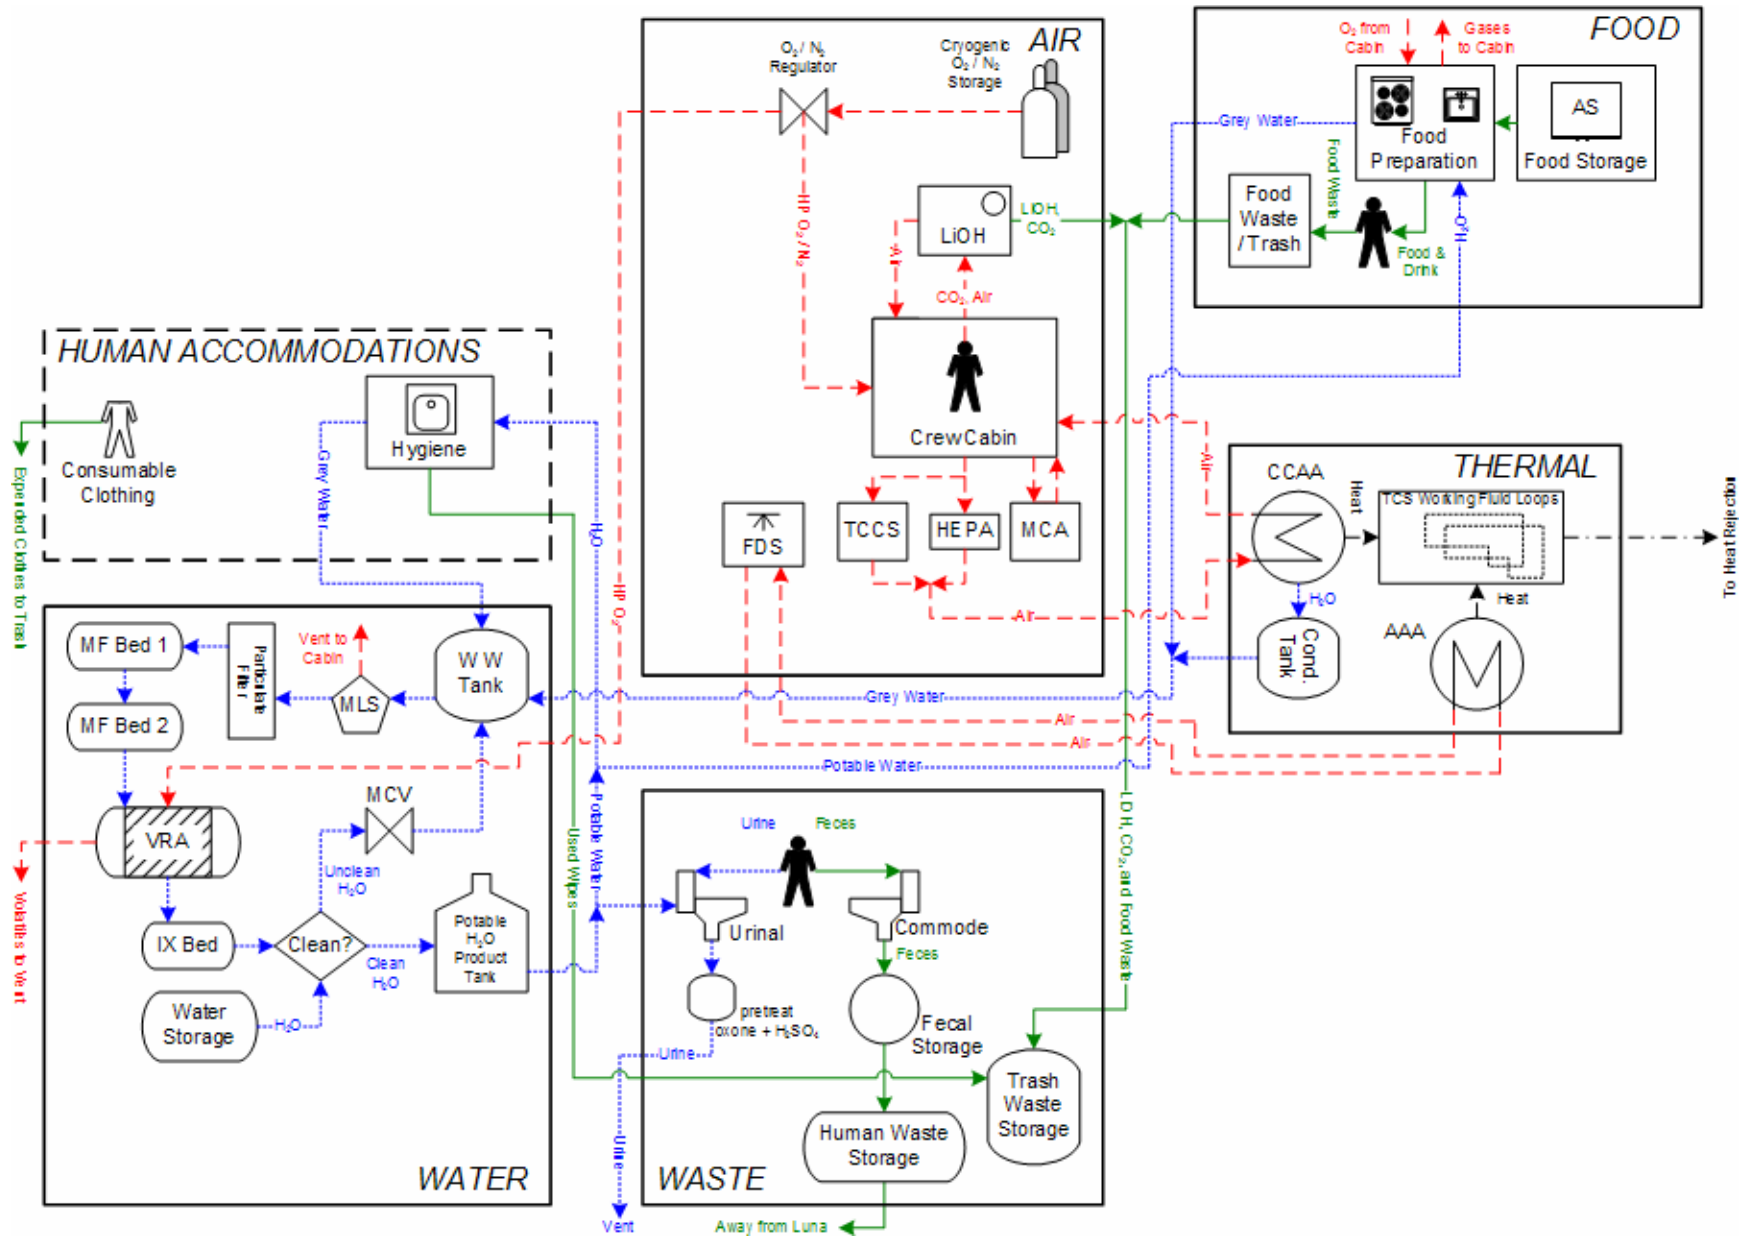 AIR
O₂ / N₂
Regulator
Cryogenic
O₂ / N₂
Storage
HP O₂/N₂
LiOH
LiOH,
CO₂
Air
CO₂, Air
Crew Cabin
FDS
TCCS
HEPA
MCA
Air
HP O₂
FOOD
O₂ from
Cabin
Gases
to Cabin
Grey Water
Food
Preparation
AS
Food Storage
Food Waste
Food
Waste
/ Trash
Food &
Drink
H₂O
HUMAN ACCOMMODATIONS
Consumable
Clothing
Hygiene
Expended Clothes to Trash
Grey Water
H₂O
THERMAL
CCAA
Heat
TCS Working Fluid Loops
Air
H₂O
Cond.
Tank
Heat
AAA
To Heat Rejection
MF Bed 1
MF Bed 2
Particulate
Filter
Vent to
Cabin
MLS
WW
Tank
Grey Water
Air
Air
Potable Water
VRA
MCV
Unclean
H₂O
IX Bed
Clean?
Clean
H₂O
Potable
H₂O
Product
Tank
Water
Storage
H₂O
Volatiles to Vent
WATER
Used Wipes
Potable Water
Urine
Feces
Urinal
Commode
Feces
pretreat
oxone + H₂SO₄
Urine
Fecal
Storage
Human Waste
Storage
Trash
Waste
Storage
LDH, CO₂, and Food Waste
WASTE
Urine
Vent
Away from Luna